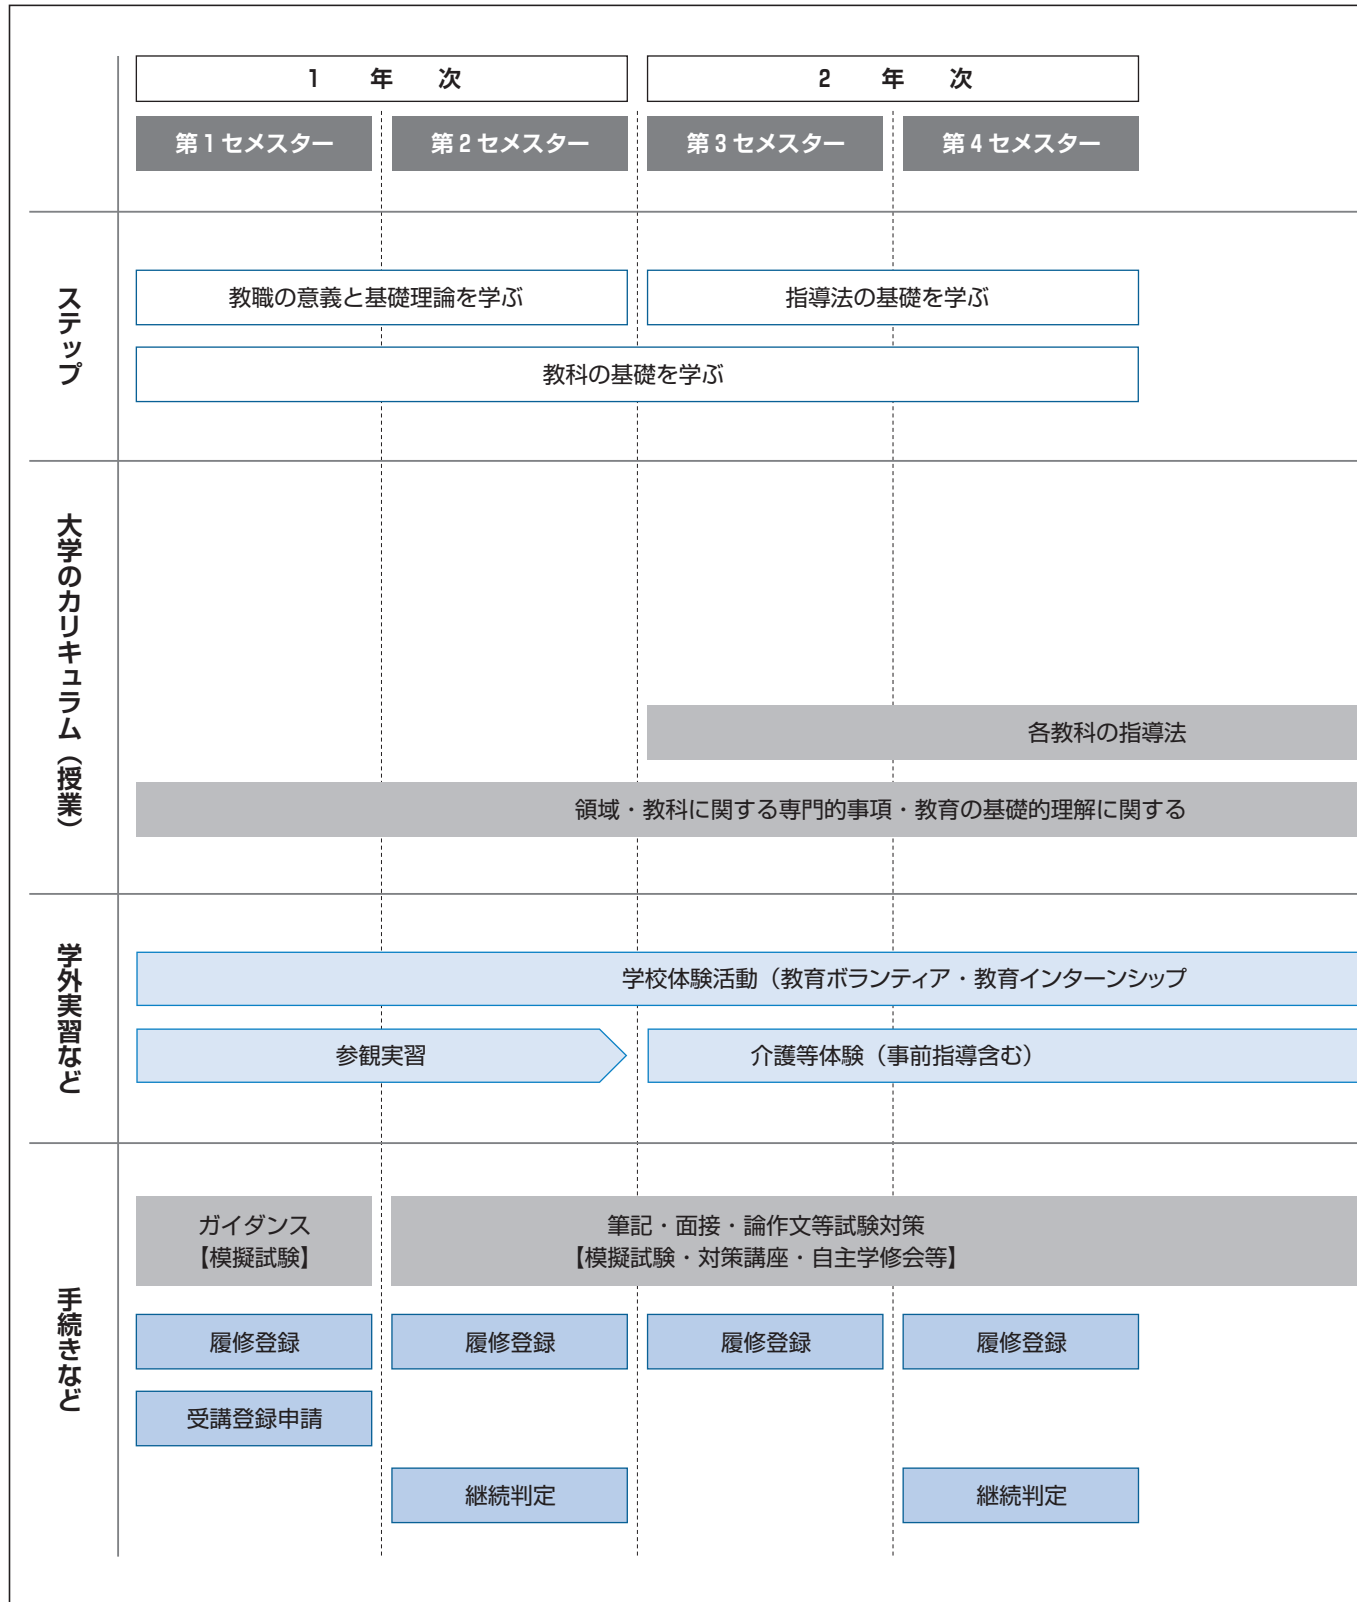 1 年 次
2 年 次
第1セメスター
第2セメスター
第3セメスター
第4セメスター
ステップ
教職の意義と基礎理論を学ぶ
指導法の基礎を学ぶ
教科の基礎を学ぶ
大学のカリキュラム（授業）
各教科の指導法
領域・教科に関する専門的事項・教育の基礎的理解に関する
学外実習など
学校体験活動（教育ボランティア・教育インターンシップ
参観実習
介護等体験（事前指導含む）
手続きなど
ガイダンス
【模擬試験】
筆記・面接・論作文等試験対策
【模擬試験・対策講座・自主学修会等】
履修登録
履修登録
履修登録
履修登録
受講登録申請
継続判定
継続判定